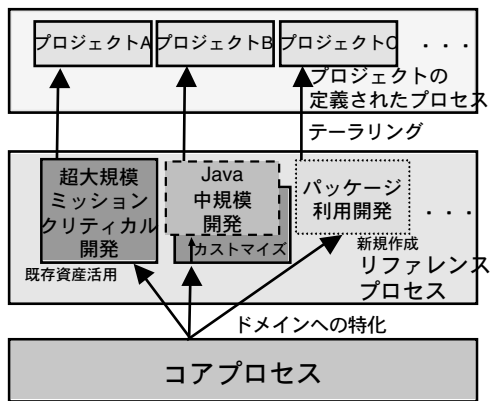 プロジェクトA プロジェクトB プロジェクトC ・・・
プロジェクトの
定義されたプロセス
テーラリング
超大規模
ミッション
クリティカル
開発
既存資産活用
Java
中規模
開発
カスタマイズ
パッケージ
利用開発
・・・
新規作成
リファレンス
プロセス
ドメインへの特化
コアプロセス